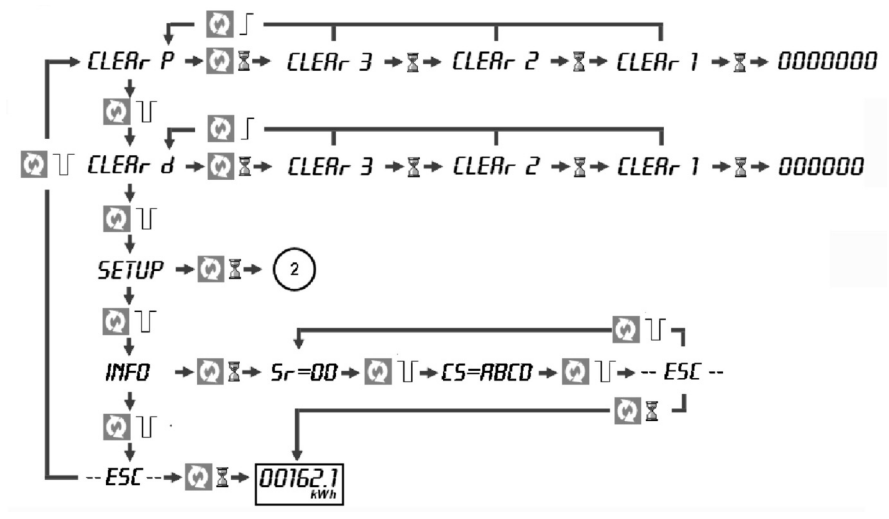 CLEAr P CLEAr 3 CLEAr 2 CLEAr 1 0000000
CLEAr d CLEAr 3 CLEAr 2 CLEAr 1 000000
SETUP 2
INFO Sr=00 CS=ABCD -- ESC --
-- ESC -- 00162.1
kWh